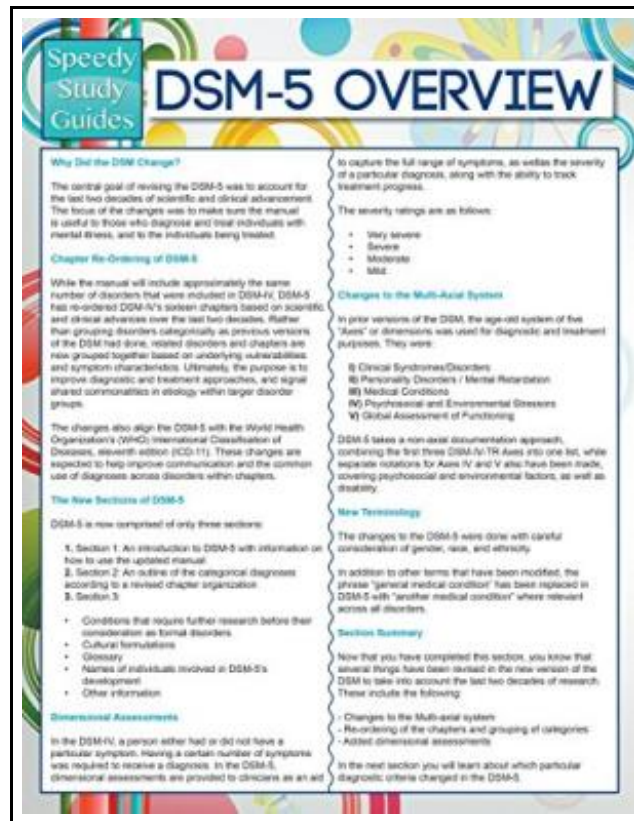 Speedy
Study
Guides
DSM-5 OVERVIEW
Why Did the DSM Change?
The central goal of revising the DSM-5 was to account for
the last two decades of scientific and clinical advancement.
The focus of the changes was to make sure the manual
is useful to those who diagnose and treat individuals with
mental illness, and to the individuals being treated.
Chapter Re-Ordering of DSM-5
While the manual will include approximately the same
number of disorders that were included in DSM-IV, DSM-5
has re-ordered DSM-IV's sixteen chapters based on scientific
and clinical advances over the last two decades. Rather
than grouping disorders categorically as previous versions
of the DSM had done, related disorders and chapters are
now grouped together based on underlying vulnerabilities
and symptom characteristics. Ultimately, the purpose is to
improve diagnostic and treatment approaches, and signal
shared commonalities in etiology within larger disorder
groups.
The changes also align the DSM with the World Health
Organization's (WHO) International Classification of
Diseases, eleventh edition (ICD-11). These changes are
expected to help improve communication and the common
use of diagnoses across disorders within chapters.
The New Sections of DSM-5
DSM-5 is now comprised of only three sections:
1. Section 1: An introduction to DSM-5 with information on
how to use the updated manual
2. Section 2: An outline of the categorical diagnoses
according to a revised chapter organization
3. Section 3:
• Conditions that require further research before their
consideration as formal disorders
• Cultural formulations
• Glossary
• Names of individuals involved in DSM-5's
development
• Other information
Dimensional Assessments
In the DSM-IV, a person either had or did not have a
particular symptom. Having a certain number of symptoms
was required to receive a diagnosis. In the DSM-5,
dimensional assessments are provided to clinicians as an aid
to capture the full range of symptoms, as wellas the severity
of a particular diagnosis, along with the ability to track
treatment progress.
The severity ratings are as follows:
• Very severe
• Severe
• Moderate
• Mild
Changes to the Multi-Axial System
In prior versions of the DSM, the age-old system of five
"Axes" or dimensions was used for diagnostic and treatment
purposes. They were:
I) Clinical Syndromes/Disorders
II) Personality Disorders / Mental Retardation
III) Medical Conditions
IV) Psychosocial and Environmental Stressors
V) Global Assessment of Functioning
DSM-5 takes a non-axial documentation approach,
combining the first three DSM-IV-TR Axes into one list, while
separate notations for Axes IV and V also have been made,
covering psychosocial and environmental factors, as well as
disability.
New Terminology
The changes to the DSM-5 were done with careful
consideration of gender, race, and ethnicity.
In addition to other terms that have been modified, the
phrase "general medical condition" has been replaced in
DSM-5 with "another medical condition" where relevant
across all disorders.
Section Summary
Now that you have completed this section, you know that
several things have been revised in the new version of the
DSM to take into account the last two decades of research.
These include the following:
- Changes to the Multi-axial system
- Re-ordering of the chapters and grouping of categories
- Added dimensional assessments
In the next section you will learn about which particular
diagnostic criteria changed in the DSM-5.